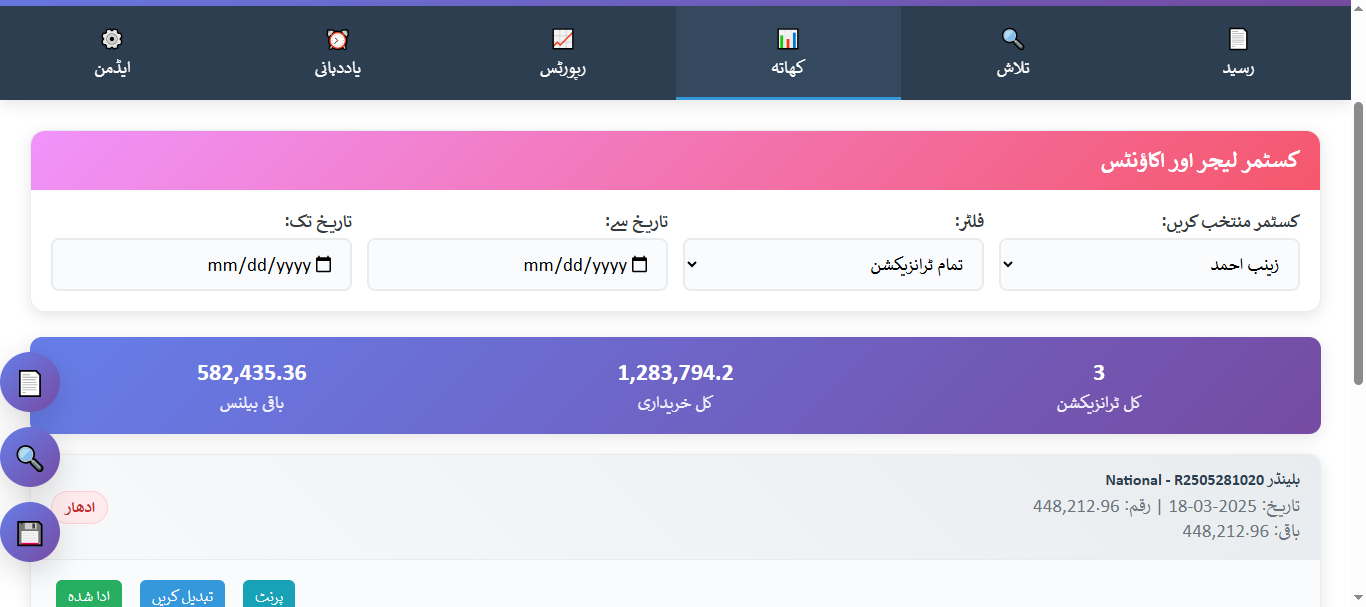 رسید
تلاش
کھاتہ
رپورٹس
یاددہانی
ایڈمن
کسٹمر لیجر اور اکاؤنٹس
کسٹمر منتخب کریں:
فلٹر:
تاریخ سے:
تاریخ تک:
زینب احمد
تمام ٹرانزیکشن
mm/dd/yyyy
mm/dd/yyyy
3
کل ٹرانزیکشن
1,283,794.2
کل خریداری
582,435.36
باقی بیلنس
بلینڈر National - R2505281020
تاریخ: 18-03-2025 | رقم: 448,212.96
باقی: 448,212.96
ادھار
پرنٹ
تبدیل کریں
ادا شدہ